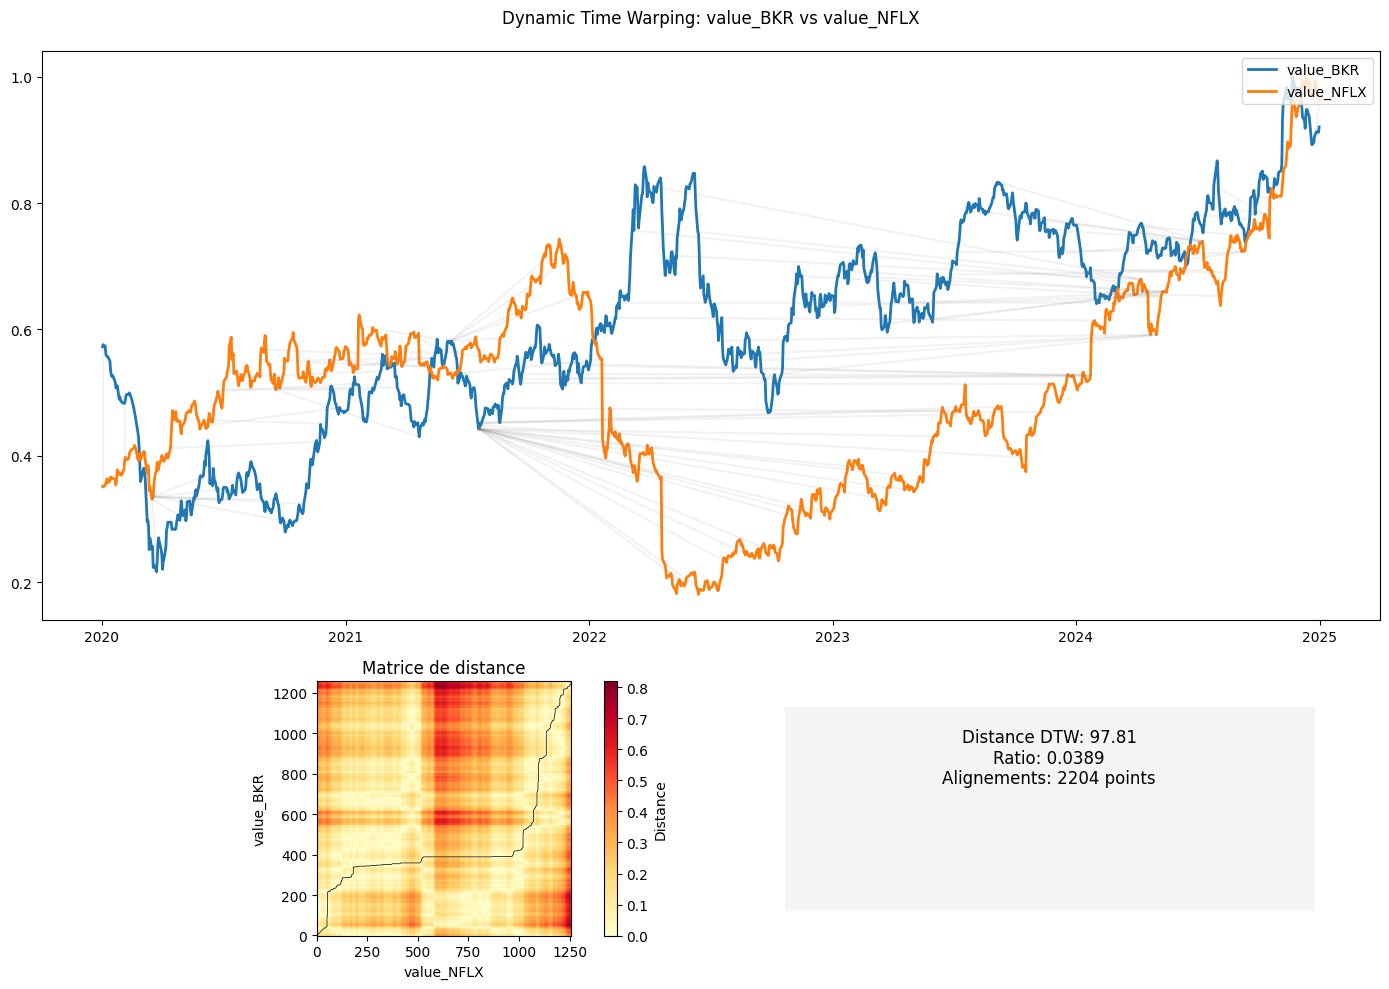 Dynamic Time Warping: value_BKR vs value_NFLX
value_BKR
value_NFLX
1.0
0.8
0.6
0.4
0.2
2020 2021 2022 2023 2024 2025
Matrice de distance
value_BKR
1200
1000
800
600
400
200
0
0 250 500 750 1000 1250
value_NFLX
0.8
0.7
0.6
0.5
0.4
0.3
0.2
0.1
0.0
Distance
Distance DTW: 97.81
Ratio: 0.0389
Alignements: 2204 points